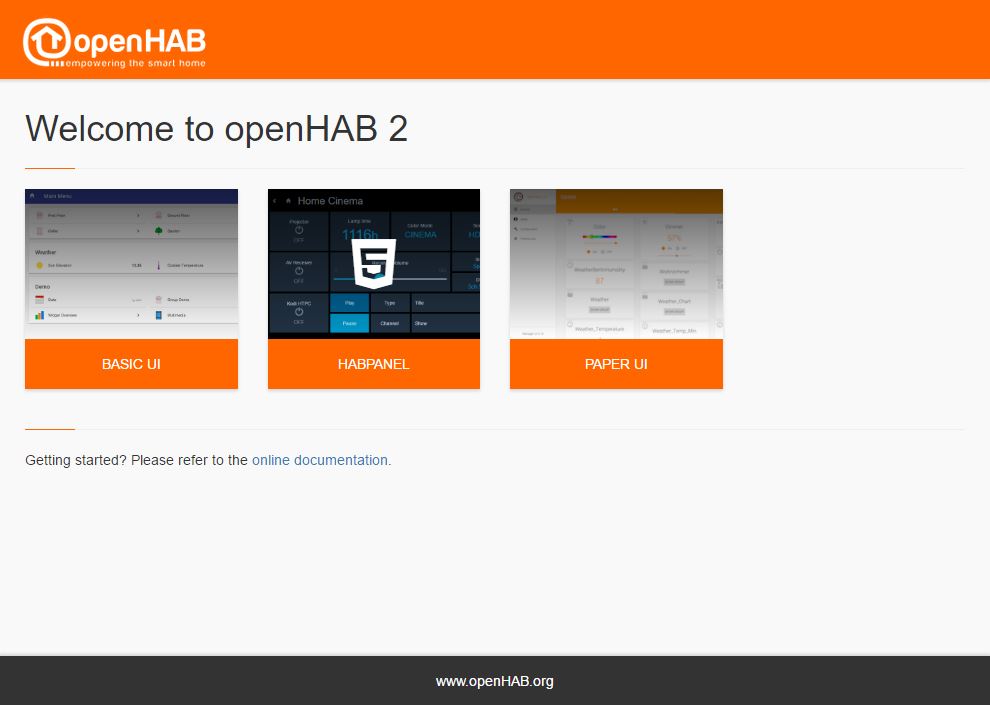 openHAB
empowering the smart home
Welcome to openHAB 2
Main Menu
First Floor
Ground Floor
Cellar
Garden
Weather
Sun Elevation
Outside Temperature
Demo
Date
Group Demo
Widget Overview
Multimedia
BASIC UI
Home Cinema
Projector
OFF
Lamp time
1116h
Color Mode
CINEMA
AV Receiver
OFF
Kodi HTPC
OFF
Play
Type
Title
Pause
Channel
Show
HABPANEL
Color
Dimmer
57%
87
Weather
Weather_Chart
Weather_Temperature
Weather_Temp_Min
PAPER UI
Getting started? Please refer to the online documentation.
www.openHAB.org